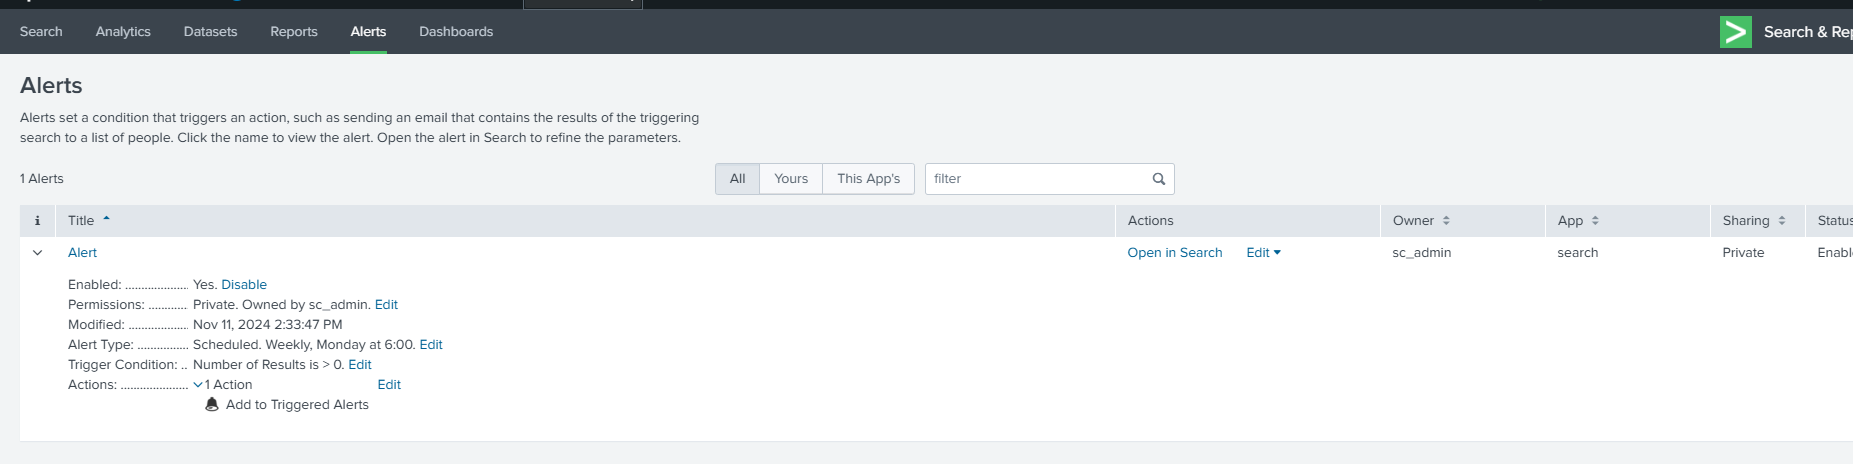 Search Analytics Datasets Reports Alerts Dashboards Search &
Alerts
Alerts set a condition that triggers an action, such as sending an email that contains the results of the triggering
search to a list of people. Click the name to view the alert. Open the alert in Search to refine the parameters.
1 Alerts All Yours This App's filter
i Title Actions Owner App Sharing Status
Alert Open in Search Edit sc_admin search Private
Enabled: .................... Yes. Disable
Permissions: ............ Private. Owned by sc_admin. Edit
Modified: ................... Nov 11, 2024 2:33:47 PM
Alert Type: ................ Scheduled. Weekly, Monday at 6:00. Edit
Trigger Condition: .. Number of Results is > 0. Edit
Actions: ..................... 1 Action Edit
Add to Triggered Alerts